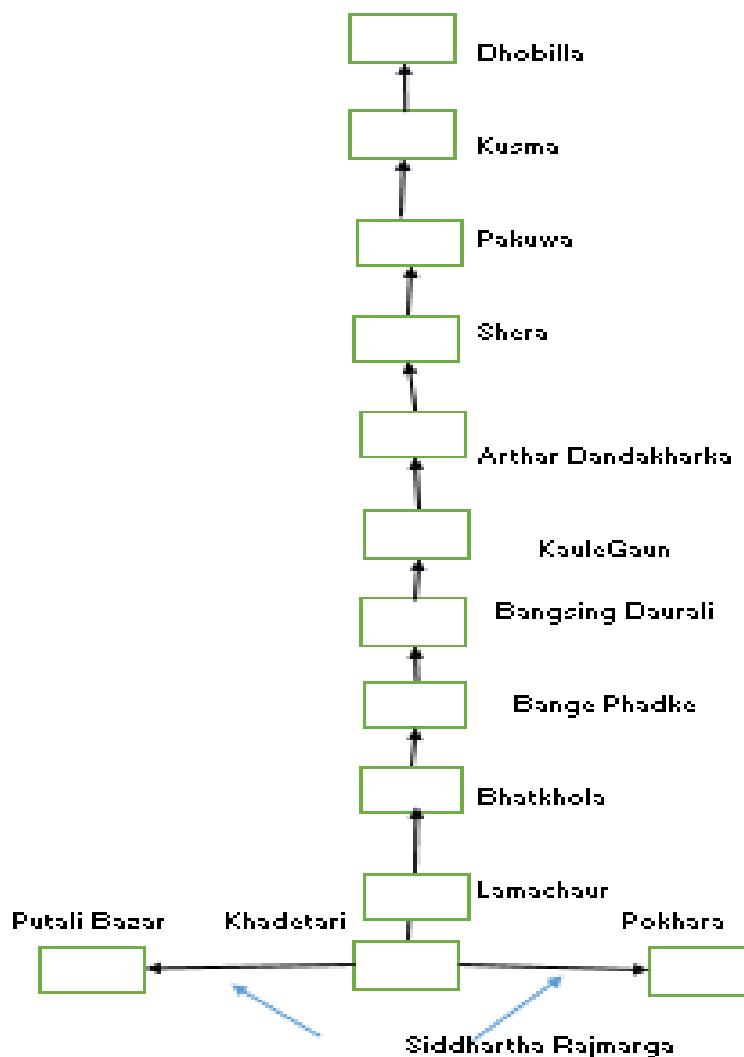 Dhobilla
Kusma
Pakuwa
Shera
Arthar Dandakharka
KauleGaun
Bangsing Daurali
Bange Phadke
Bhatkhola
Lamachaur
Putali Bazar Khadetari Pokhara
Siddhartha Rajmarga